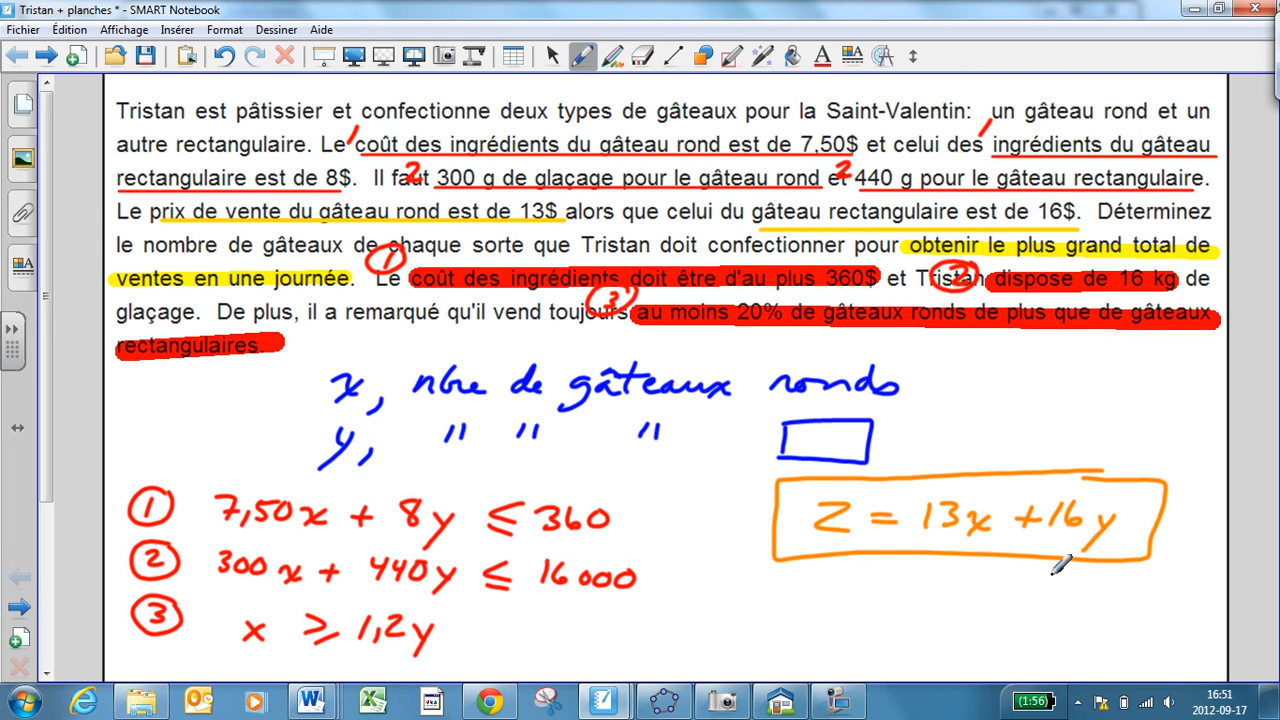 Tristan + planches * - SMART Notebook
Fichier Édition Affichage Insérer Format Dessiner Aide
Tristan est pâtissier et confectionne deux types de gâteaux pour la Saint-Valentin: un gâteau rond et un
autre rectangulaire. Le coût des ingrédients du gâteau rond est de 7,50$ et celui des ingrédients du gâteau
rectangulaire est de 8$. Il faut 300 g de glaçage pour le gâteau rond et 440 g pour le gâteau rectangulaire.
Le prix de vente du gâteau rond est de 13$ alors que celui du gâteau rectangulaire est de 16$. Déterminez
le nombre de gâteaux de chaque sorte que Tristan doit confectionner pour obtenir le plus grand total de
ventes en une journée. Le coût des ingrédients doit être d'au plus 360$ et Tristan dispose de 16 kg de
glaçage. De plus, il a remarqué qu'il vend toujours au moins 20% de gâteaux ronds de plus que de gâteaux
rectangulaires.
1 1
2 2
1 2
3
x, nbre de gâteaux ronds
y, " " "
1 7,50x + 8y ≤ 360
Z = 13x + 16y
2 300x + 440y ≤ 16000
3 x ≥ 1,2y
(1:56)
16:51
2012-09-17